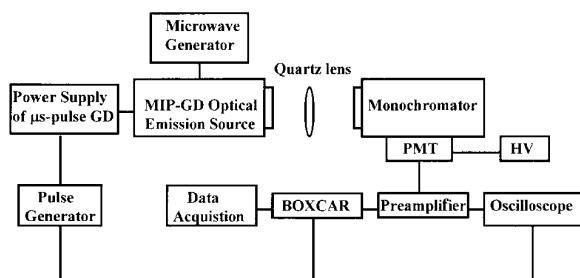 Microwave
Generator
Quartz lens
Power Supply
of μs-pulse GD
MIP-GD Optical
Emission Source
Monochromator
PMT
HV
Pulse
Generator
Data
Acquistion
BOXCAR
Preamplifier
Oscilloscope